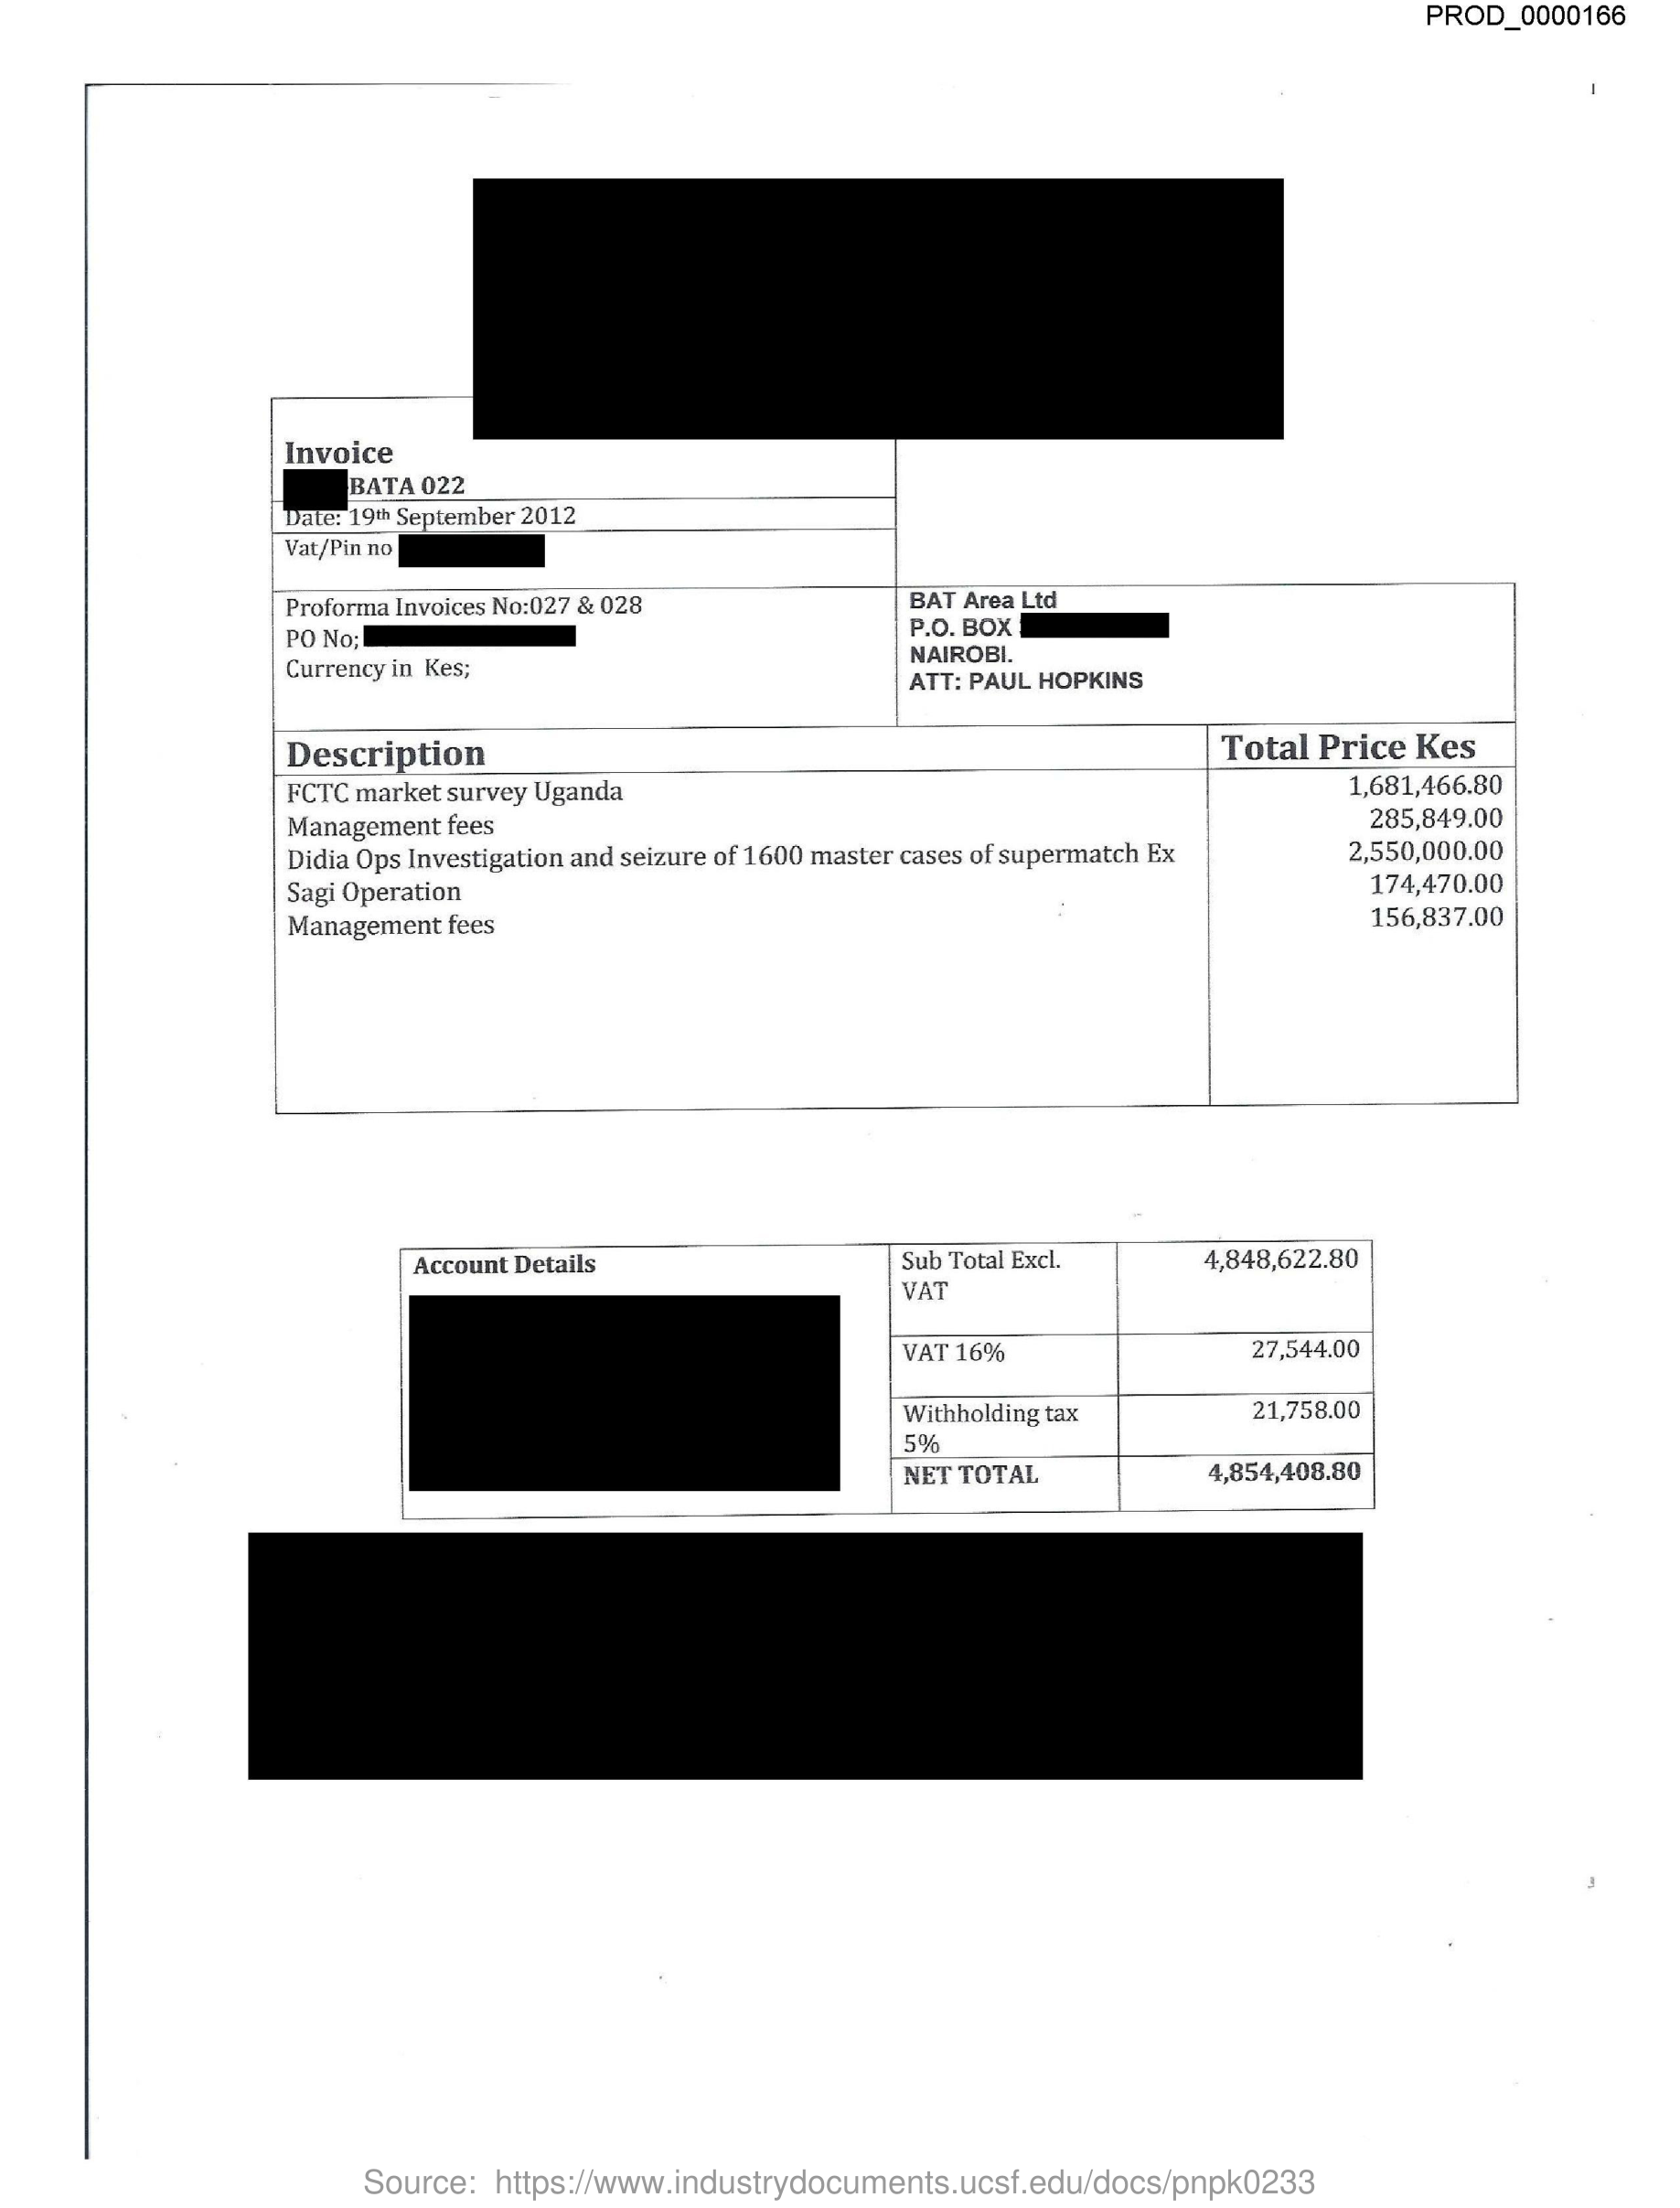 PROD_0000166
Invoice
BATA 022
Date: 19th September 2012
Vat/Pin no
Proforma Invoices No:027 & 028
PO No;
Currency in Kes;
BAT Area Ltd
P.O. BOX
NAIROBI.
ATT: PAUL HOPKINS
Description Total Price Kes
FCTC market survey Uganda 1,681,466.80
Management fees 285,849.00
Didia Ops Investigation and seizure of 1600 master cases of supermatch Ex 2,550,000.00
Sagi Operation 174,470.00
Management fees 156,837.00
Account Details
Sub Total Excl. 4,848,622.80
VAT
VAT 16% 27,544.00
Withholding tax 21,758.00
5%
NET TOTAL 4,854,408.80
Source: https://www.industrydocuments.ucsf.edu/docs/pnpk0233